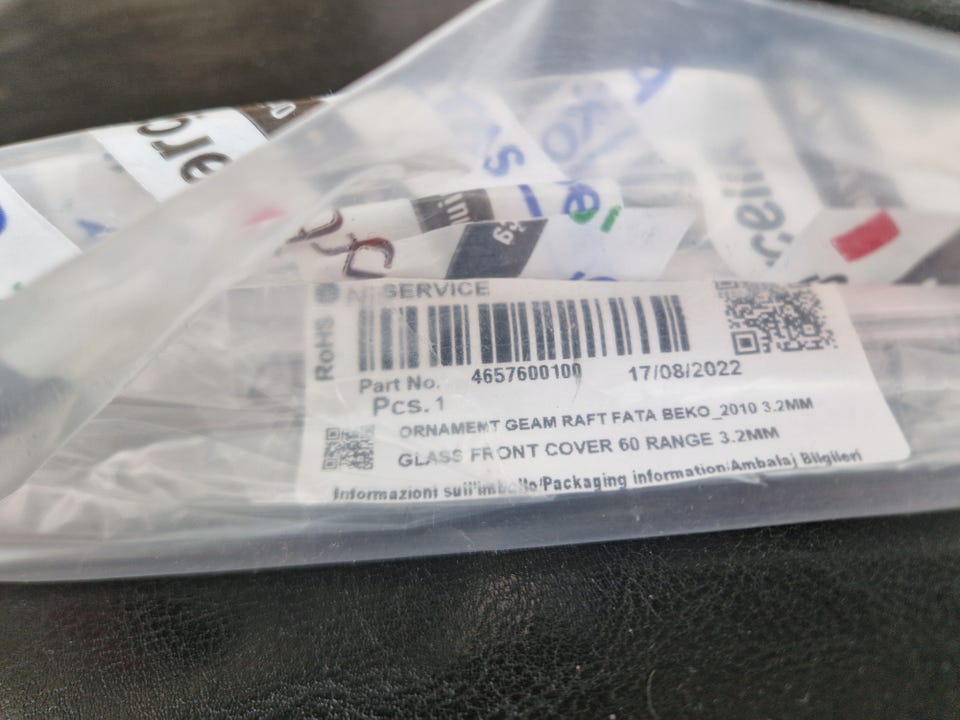 SERVICE
RoHS
Part No. 4657600100 17/08/2022
Pcs. 1
ORNAMENT GEAM RAFT FATA BEKO_2010 3.2MM
GLASS FRONT COVER 60 RANGE 3.2MM
Informazioni sull'imballo/Packaging information/Ambalaj Bilgileri